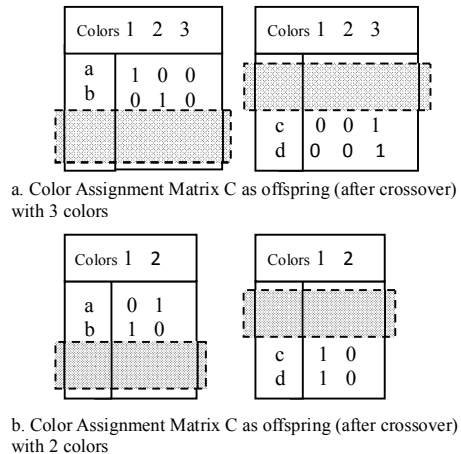 Colors 1 2 3
a 1 0 0
b 0 1 0
Colors 1 2 3
c 0 0 1
d 0 0 1
a. Color Assignment Matrix C as offspring (after crossover)
with 3 colors
Colors 1 2
a 0 1
b 1 0
Colors 1 2
c 1 0
d 1 0
b. Color Assignment Matrix C as offspring (after crossover)
with 2 colors